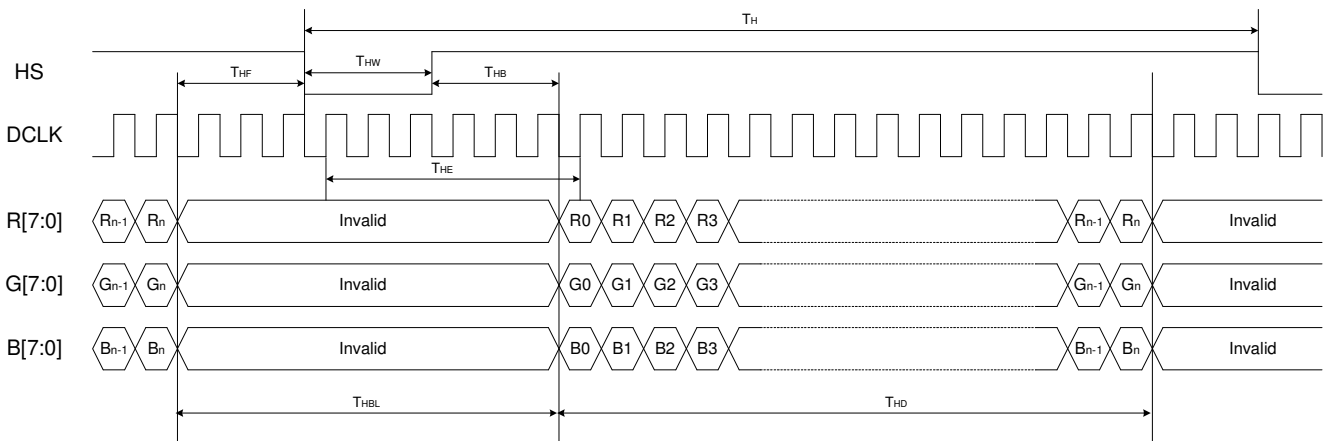 TH
HS
THF THW THB
DCLK
THE
R[7:0] Rn-1 Rn Invalid R0 R1 R2 R3 Rn-1 Rn Invalid
G[7:0] Gn-1 Gn Invalid G0 G1 G2 G3 Gn-1 Gn Invalid
B[7:0] Bn-1 Bn Invalid B0 B1 B2 B3 Bn-1 Bn Invalid
THBL THD